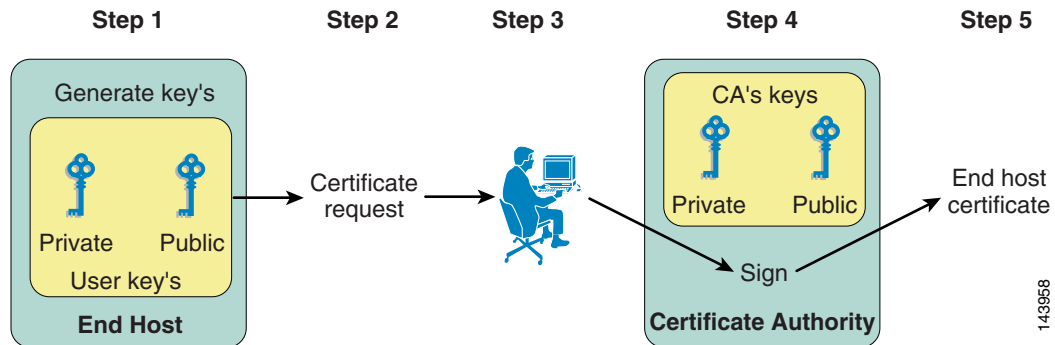 Step 1
Step 2
Step 3
Step 4
Step 5
Generate key's
Private
Public
User key's
End Host
Certificate
request
CA's keys
Private
Public
Sign
Certificate Authority
End host
certificate
143958